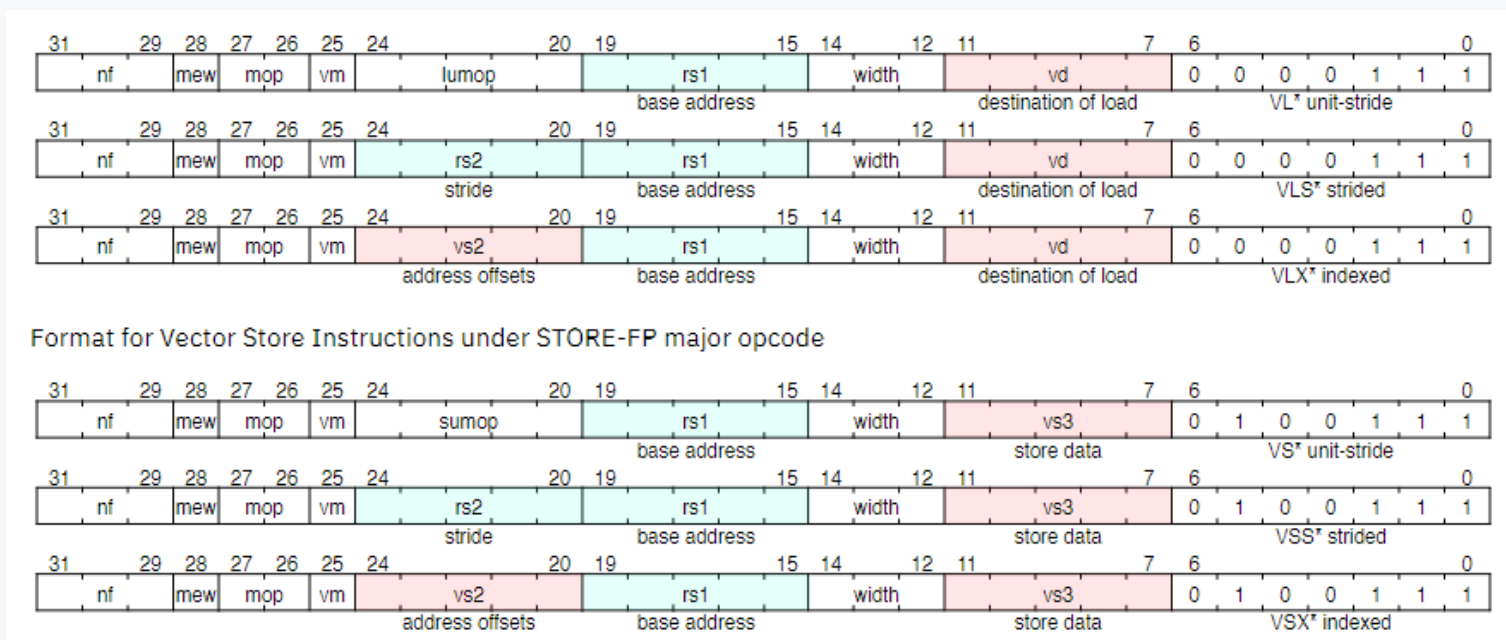 31 29 28 27 26 25 24 20 19 15 14 12 11 7 6 0
nf mew mop vm lumop rs1 width vd 0 0 0 0 1 1 1
base address destination of load VL* unit-stride
31 29 28 27 26 25 24 20 19 15 14 12 11 7 6 0
nf mew mop vm rs2 rs1 width vd 0 0 0 0 1 1 1
stride base address destination of load VLS* strided
31 29 28 27 26 25 24 20 19 15 14 12 11 7 6 0
nf mew mop vm vs2 rs1 width vd 0 0 0 0 1 1 1
address offsets base address destination of load VLX* indexed
Format for Vector Store Instructions under STORE-FP major opcode
31 29 28 27 26 25 24 20 19 15 14 12 11 7 6 0
nf mew mop vm sumop rs1 width vs3 0 1 0 0 1 1 1
base address store data VS* unit-stride
31 29 28 27 26 25 24 20 19 15 14 12 11 7 6 0
nf mew mop vm rs2 rs1 width vs3 0 1 0 0 1 1 1
stride base address store data VSS* strided
31 29 28 27 26 25 24 20 19 15 14 12 11 7 6 0
nf mew mop vm vs2 rs1 width vs3 0 1 0 0 1 1 1
address offsets base address store data VSX* indexed